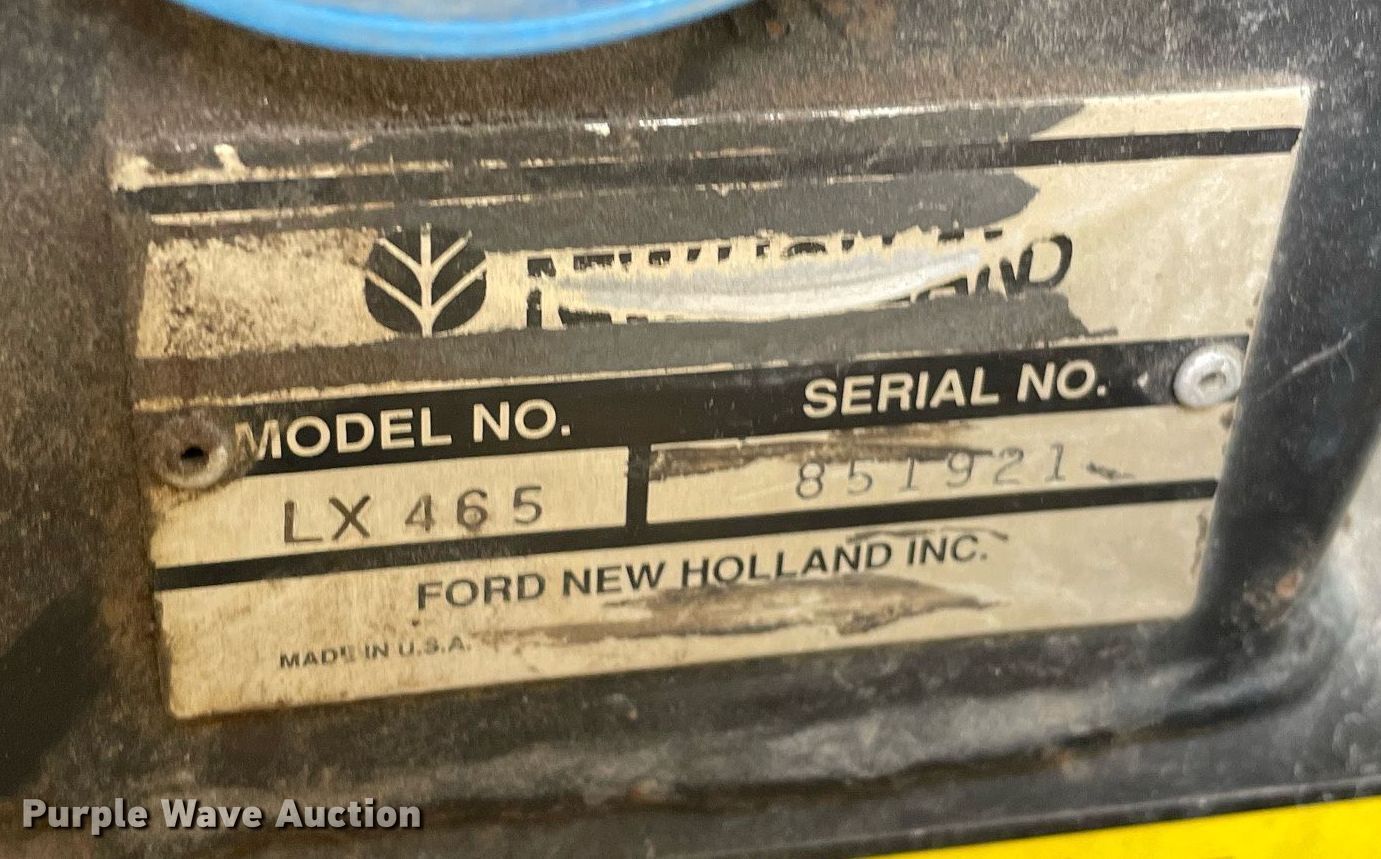 MODEL NO. SERIAL NO.
LX 465 851921
FORD NEW HOLLAND INC.
MADE IN U.S.A.
Purple Wave Auction